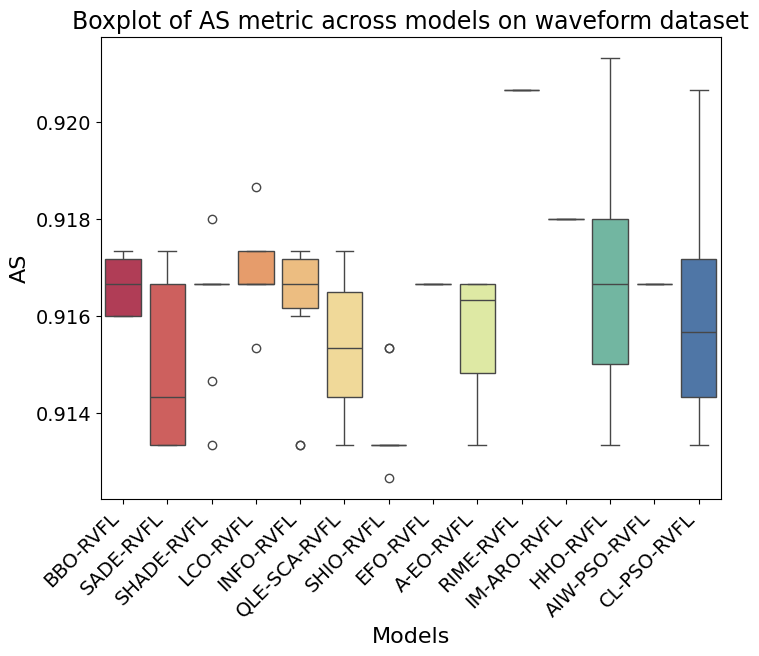 Boxplot of AS metric across models on waveform dataset
AS
0.920
0.918
0.916
0.914
BBO-RVFL
SADE-RVFL
SHADE-RVFL
LCO-RVFL
INFO-RVFL
QLE-SCA-RVFL
SHIO-RVFL
EFO-RVFL
A-EO-RVFL
RIME-RVFL
IM-ARO-RVFL
HHO-RVFL
AIW-PSO-RVFL
CL-PSO-RVFL
Models